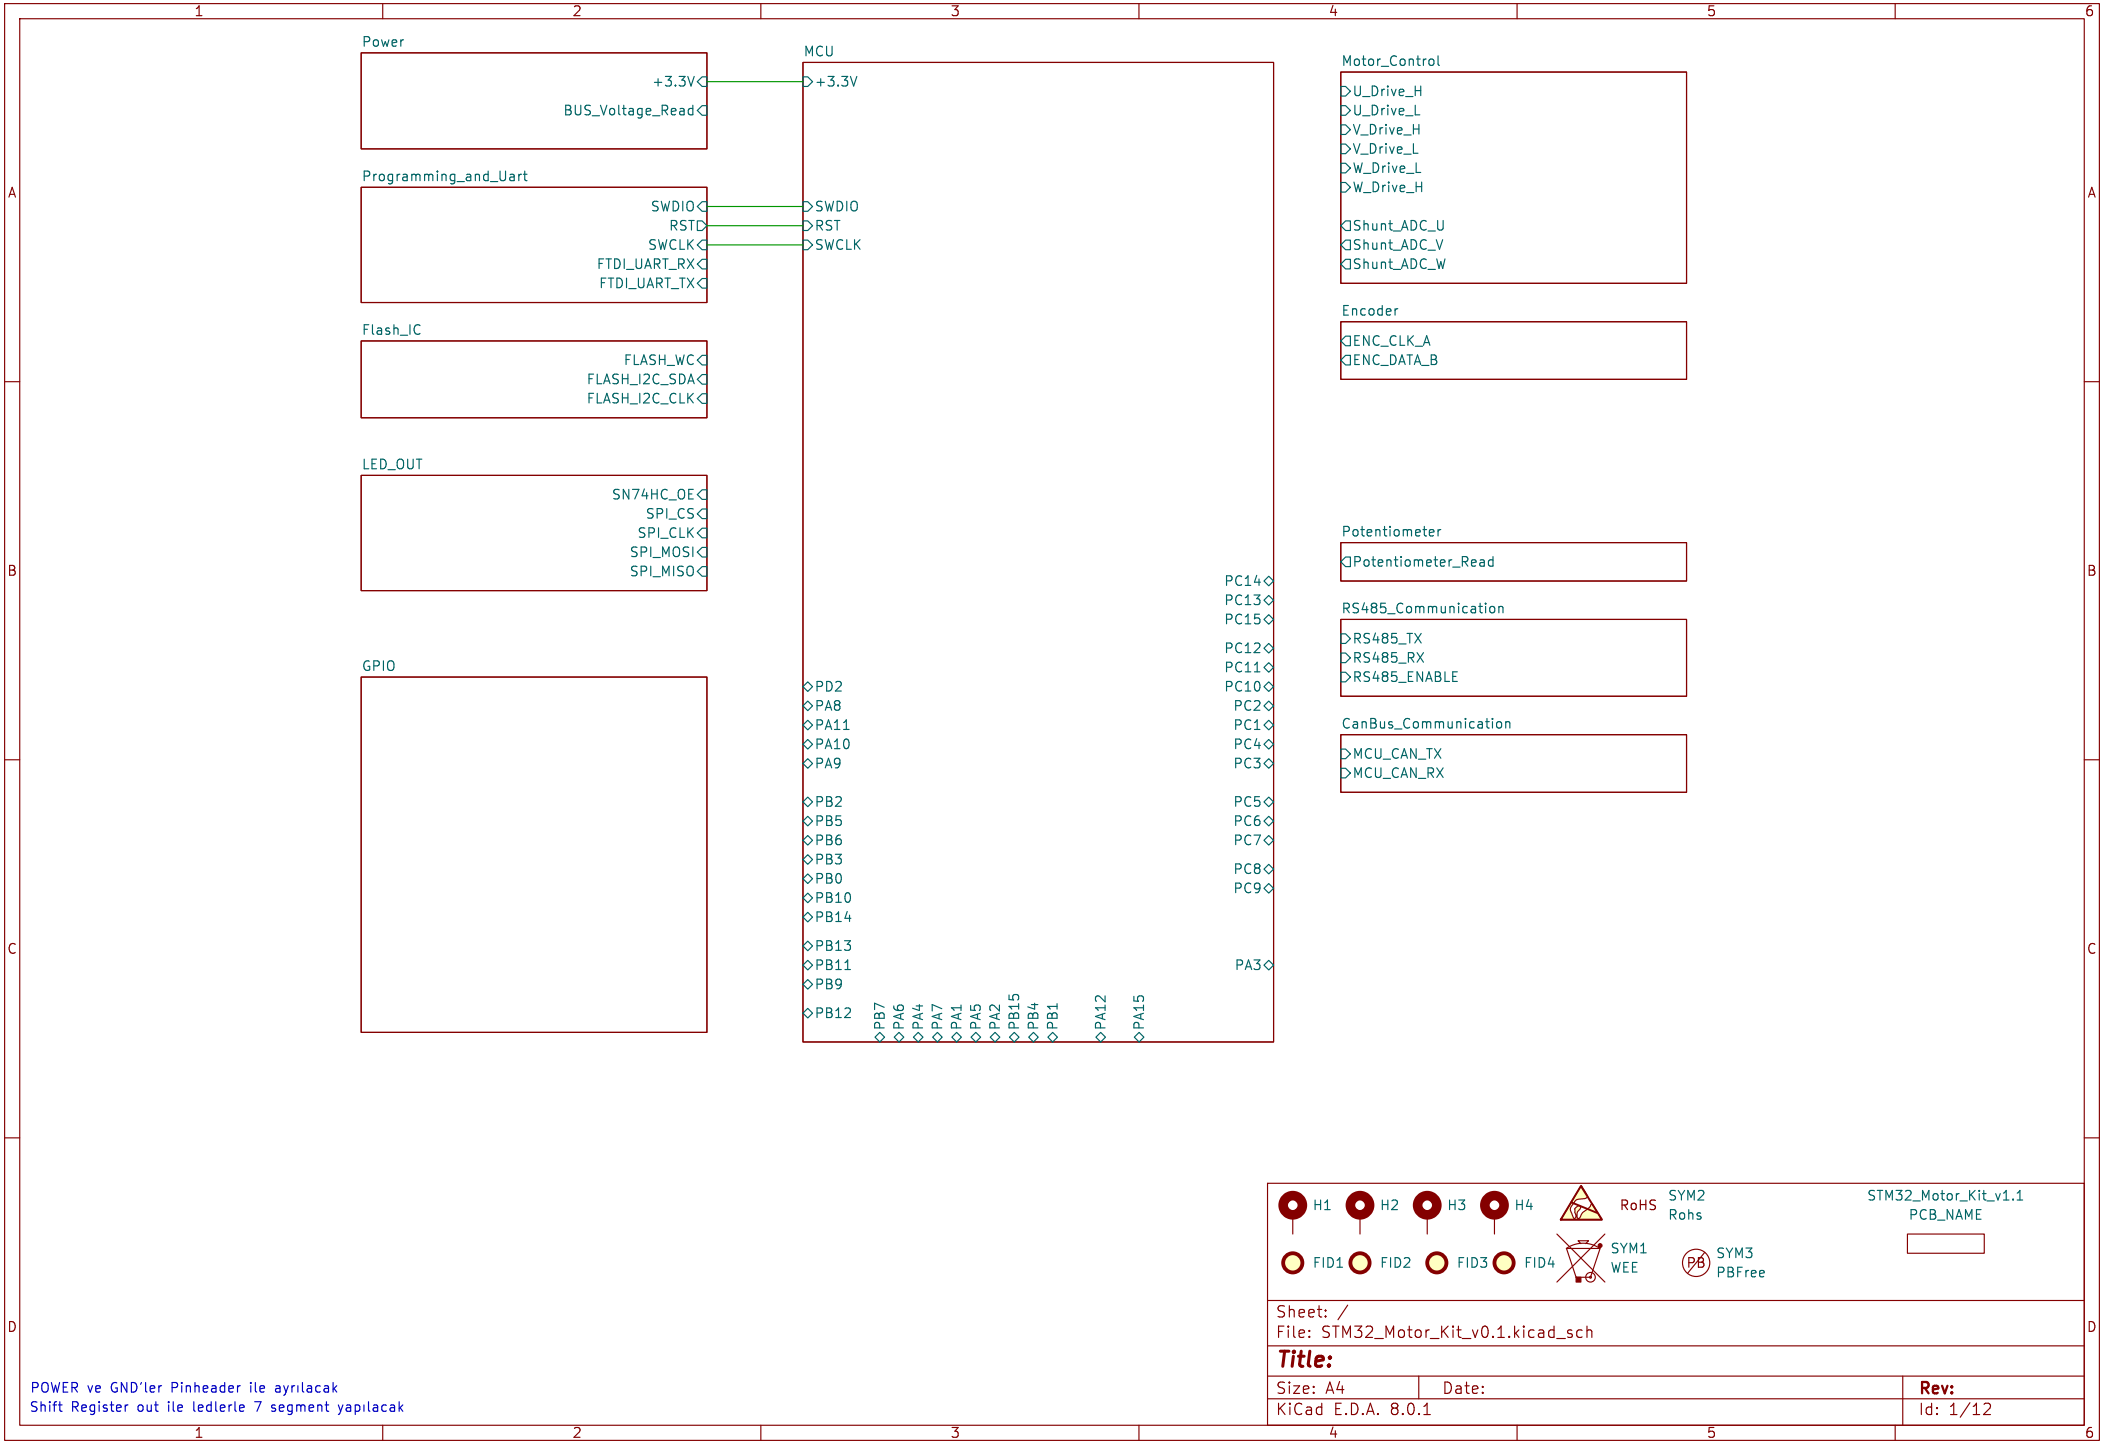 1 2 3 4 5 6
Power
+3.3V
BUS_Voltage_Read
Programming_and_Uart
SWDIO
RST
SWCLK
FTDI_UART_RX
FTDI_UART_TX
Flash_IC
FLASH_WC
FLASH_I2C_SDA
FLASH_I2C_CLK
LED_OUT
SN74HC_OE
SPI_CS
SPI_CLK
SPI_MOSI
SPI_MISO
GPIO
MCU
+3.3V
SWDIO
RST
SWCLK
PD2
PA8
PA11
PA10
PA9
PB2
PB5
PB6
PB3
PB0
PB10
PB14
PB13
PB11
PB9
PB12
PB7
PA6
PA4
PA7
PA1
PA5
PA2
PB15
PB4
PB1
PA12
PA15
PC14
PC13
PC15
PC12
PC11
PC10
PC2
PC1
PC4
PC3
PC5
PC6
PC7
PC8
PC9
PA3
Motor_Control
U_Drive_H
U_Drive_L
V_Drive_H
V_Drive_L
W_Drive_L
W_Drive_H
Shunt_ADC_U
Shunt_ADC_V
Shunt_ADC_W
Encoder
ENC_CLK_A
ENC_DATA_B
Potentiometer
Potentiometer_Read
RS485_Communication
RS485_TX
RS485_RX
RS485_ENABLE
CanBus_Communication
MCU_CAN_TX
MCU_CAN_RX
A
B
C
D
A
B
C
D
H1 H2 H3 H4
RoHS
SYM2
Rohs
STM32_Motor_Kit_v1.1
PCB_NAME
FID1 FID2 FID3 FID4
SYM1
WEE
PB
SYM3
PBFree
Sheet: /
File: STM32_Motor_Kit_v0.1.kicad_sch
Title:
Size: A4 Date: Rev:
KiCad E.D.A. 8.0.1 Id: 1/12
POWER ve GND'ler Pinheader ile ayrılacak
Shift Register out ile ledlerle 7 segment yapılacak
1 2 3 4 5 6